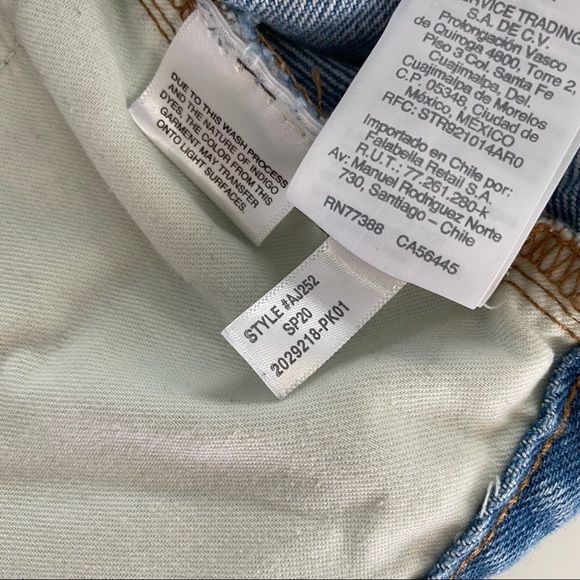 DUE TO THIS WASH PROCESS
AND THE NATURE OF INDIGO
DYES, THE COLOR FROM THIS
GARMENT MAY TRANSFER
ONTO LIGHT SURFACES.
SERVICE TRADING
S.A. DE C.V.
Prolongación Vasco
de Quiroga 4800, Torre 2,
Piso 3 Col. Santa Fe
Cuajimalpa, Del.
Cuajimalpa de Morelos
C.P. 05348, Ciudad de
México, MEXICO
RFC: STR921014AR0
Importado en Chile por:
Falabella Retail S.A.
R.U.T.: 77.261.280-k
Av: Manuel Rodriguez Norte
730, Santiago – Chile
RN77388 CA56445
STYLE #AJ252
SP20
2029218-PK01